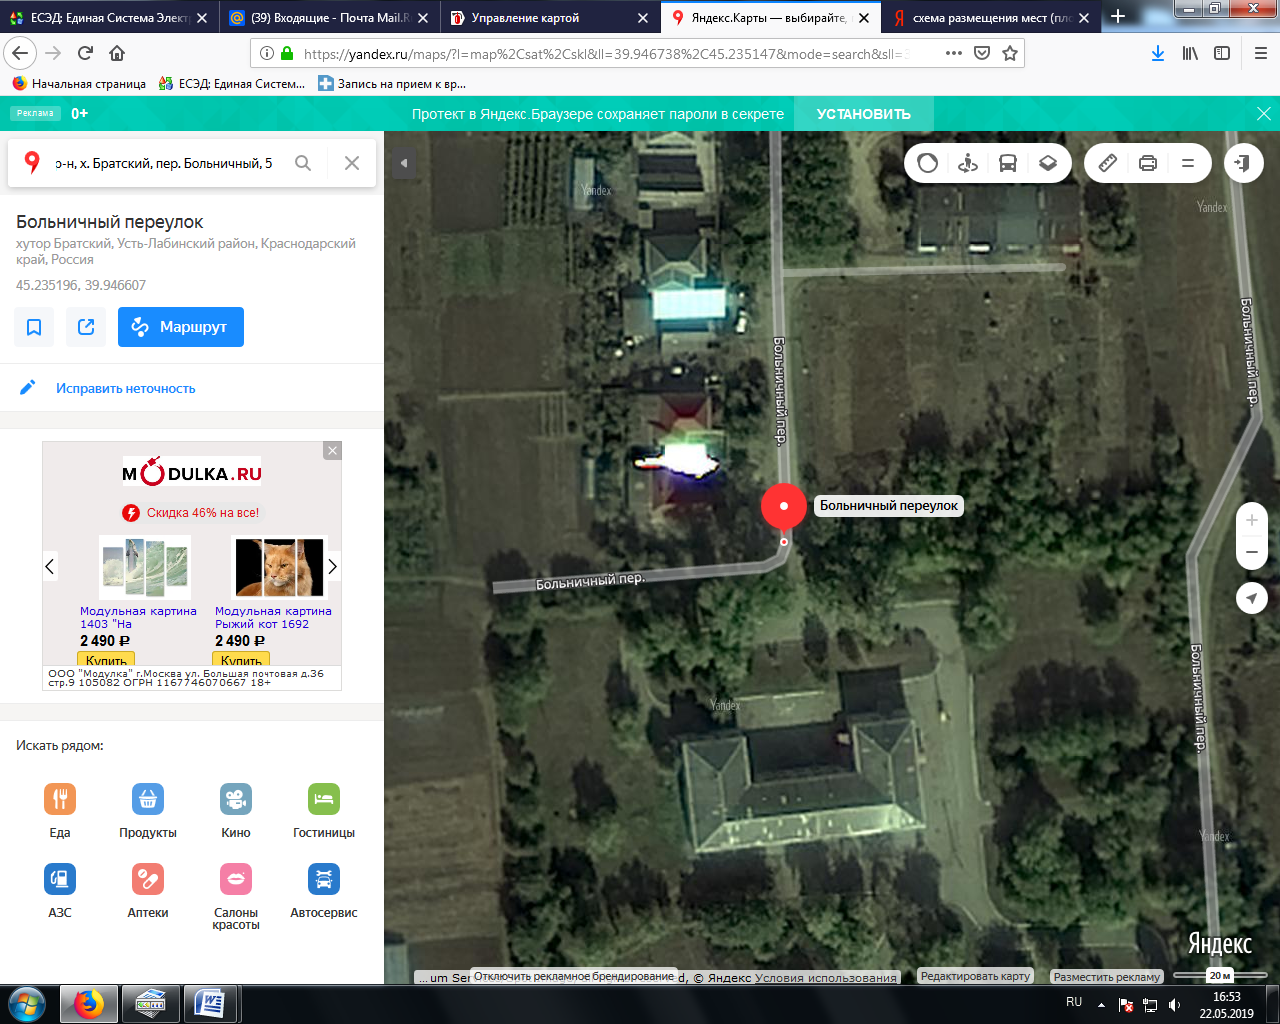 ЕСЭД: Единая Система Элект
(39) Входящие - Почта Mail.R
Управление картой
Яндекс.Карты — выбирайте,
схема размещения мест (пло
https://yandex.ru/maps/?l=map%2Csat%2Cskl&ll=39.946738%2C45.235147&mode=search&sll=3
Начальная страница
ЕСЭД: Единая Систем...
Запись на прием к вр...
Реклама
0+
Протект в Яндекс.Браузере сохраняет пароли в секрете
УСТАНОВИТЬ
р-н, х. Братский, пер. Больничный, 5
Больничный переулок
хутор Братский, Усть-Лабинский район, Краснодарский
край, Россия
45.235196, 39.946607
Маршрут
Исправить неточность
MODULKA.RU
Скидка 46% на все!
Модульная картина
1403 "На
2 490 ₽
Купить
Модульная картина
Рыжий кот 1692
2 490 ₽
Купить
ООО "Модулка" г.Москва ул. Большая почтовая д.36
стр.9 105082 ОГРН 1167746070667 18+
Искать рядом:
Еда
Продукты
Кино
Гостиницы
АЗС
Аптеки
Салоны
красоты
Автосервис
Yandex
Yandex
Больничный пер.
Больничный пер.
Больничный переулок
Больничный пер.
Больничный пер.
Yandex
Yandex
Яндекс
... um Ser
Отключить рекламное брендирование
d, © Яндекс Условия использования
Редактировать карту
Разместить рекламу
20 м
RU
16:53
22.05.2019